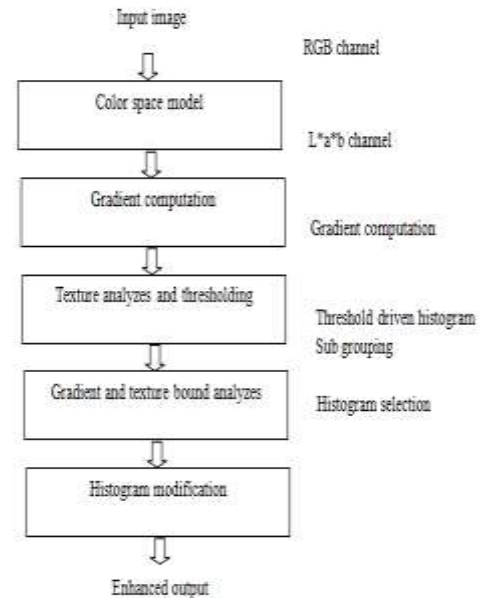 Input image
RGB channel
Color space model
L*a*b channel
Gradient computation
Gradient computation
Texture analyzes and thresholding
Threshold driven histogram
Sub grouping
Gradient and texture bound analyzes
Histogram selection
Histogram modification
Enhanced output